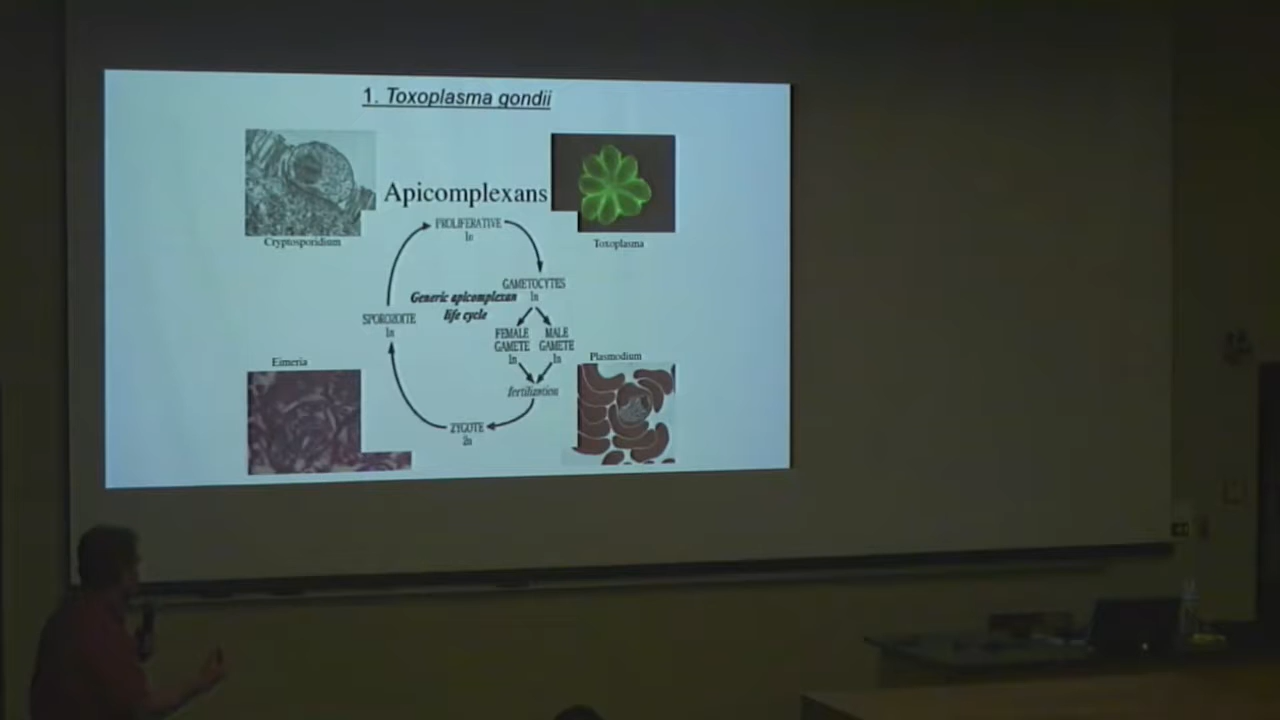 1. Toxoplasma gondii
Apicomplexans
Cryptosporidium
Toxoplasma
PROLIFERATIVE
1n
GAMETOCYTES
1n
Generic apicomplexan
life cycle
SPOROZOITE
1n
FEMALE
GAMETE
1n
MALE
GAMETE
1n
Eimeria
Plasmodium
fertilization
ZYGOTE
2n